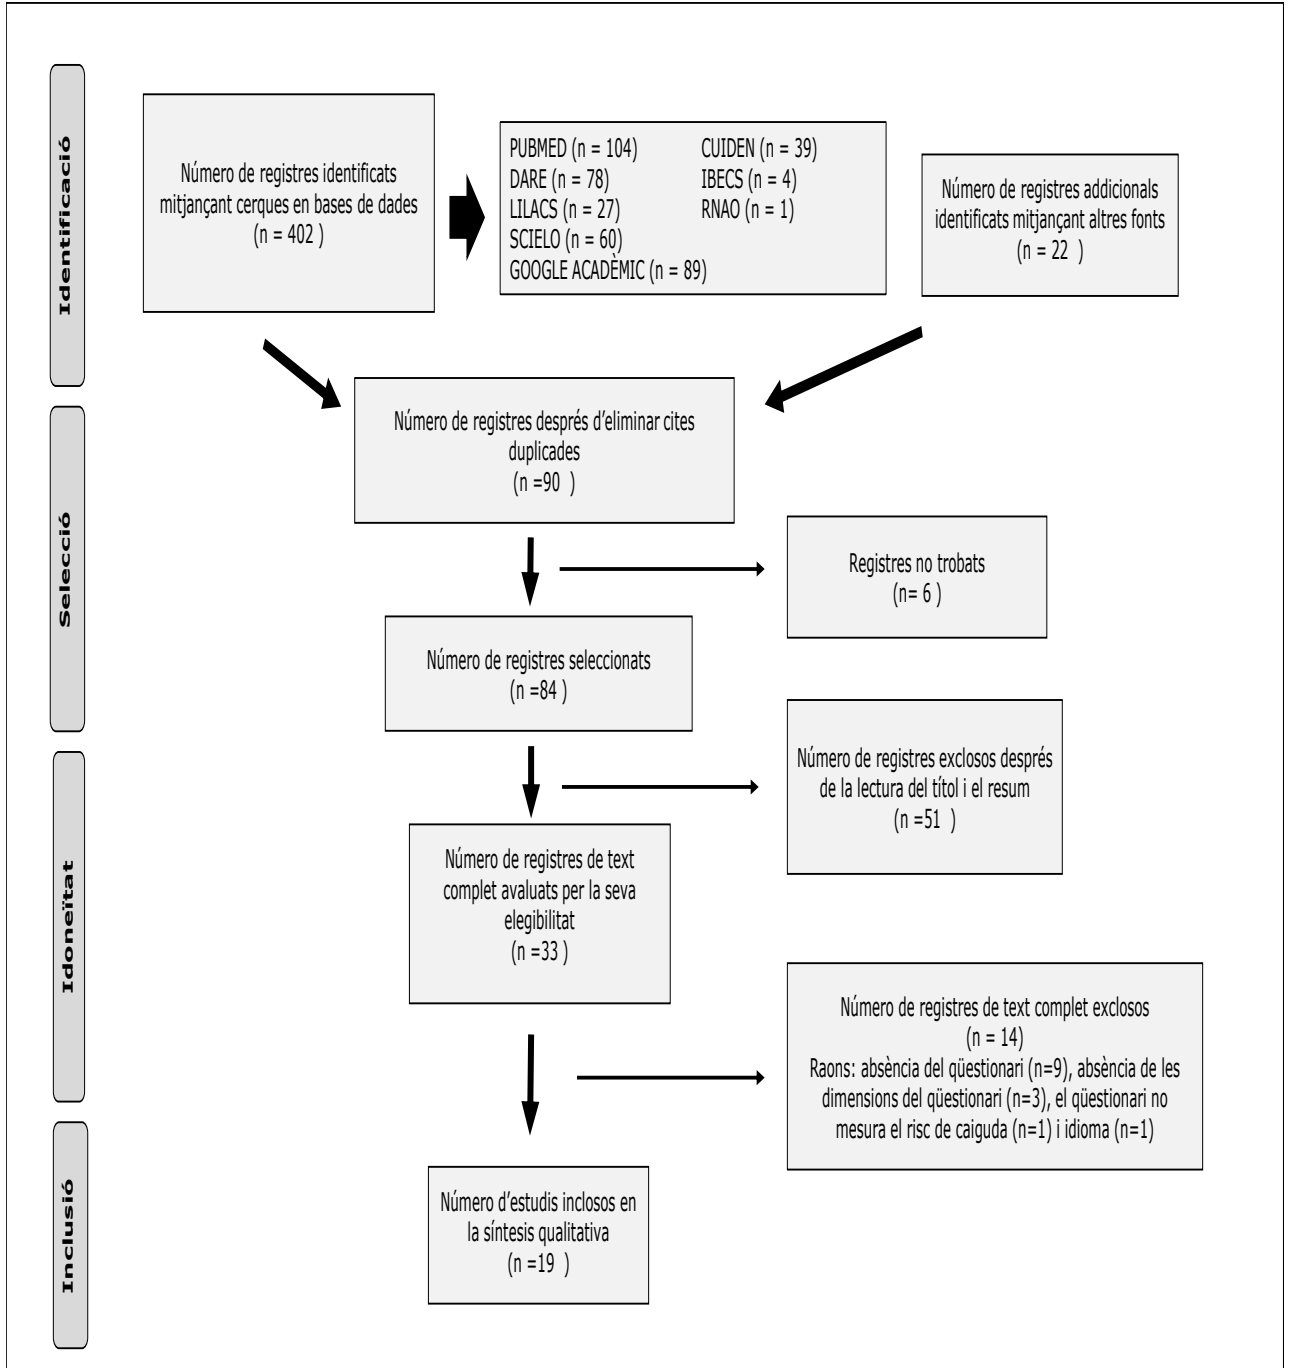 Identificació
Número de registres identificats
mitjançant cerques en bases de dades
(n = 402 )
PUBMED (n = 104) CUIDEN (n = 39)
DARE (n = 78) IBECS (n = 4)
LILACS (n = 27) RNAO (n = 1)
SCIELO (n = 60)
GOOGLE ACADÈMIC (n = 89)
Número de registres addicionals
identificats mitjançant altres fonts
(n = 22 )
Selecció
Número de registres després d'eliminar cites
duplicades
(n =90 )
Registres no trobats
(n= 6 )
Número de registres seleccionats
(n =84 )
Número de registres exclosos després
de la lectura del títol i el resum
(n =51 )
Idoneïtat
Número de registres de text
complet avaluats per la seva
elegibilitat
(n =33 )
Número de registres de text complet exclosos
(n = 14)
Raons: absència del qüestionari (n=9), absència de les
dimensions del qüestionari (n=3), el qüestionari no
mesura el risc de caiguda (n=1) i idioma (n=1)
Inclusió
Número d'estudis inclosos en
la síntesis qualitativa
(n =19 )